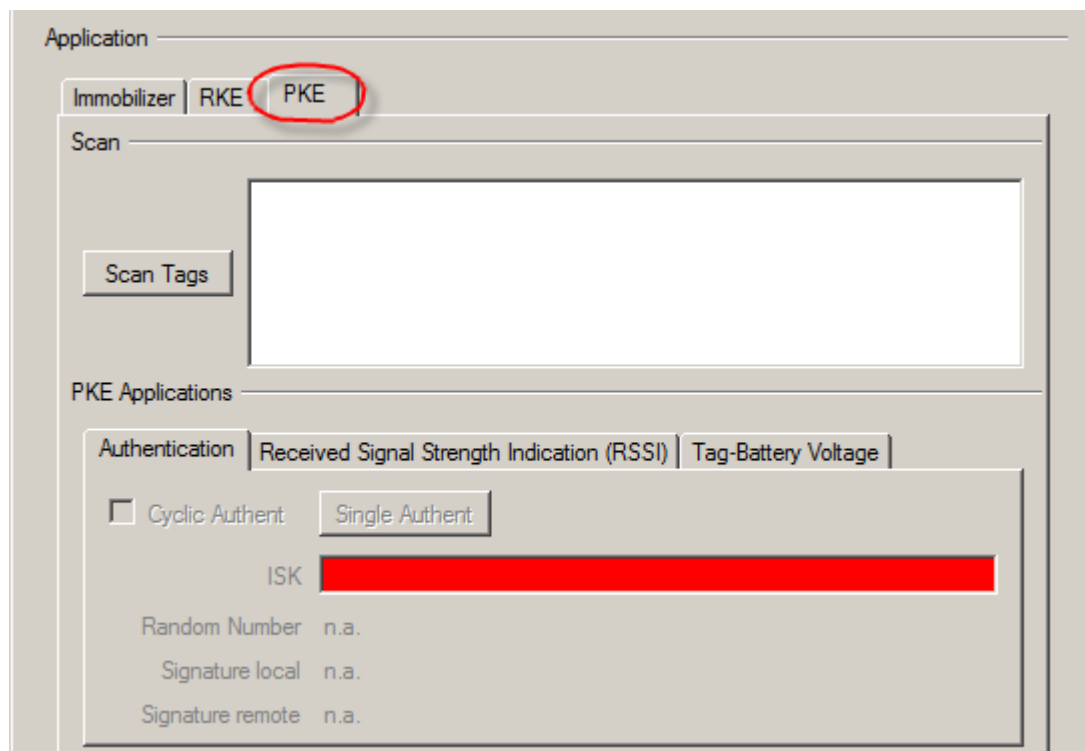 Application
Immobilizer RKE PKE
Scan
Scan Tags
PKE Applications
Authentication Received Signal Strength Indication (RSSI) Tag-Battery Voltage
Cyclic Authent Single Authent
ISK
Random Number n.a.
Signature local n.a.
Signature remote n.a.